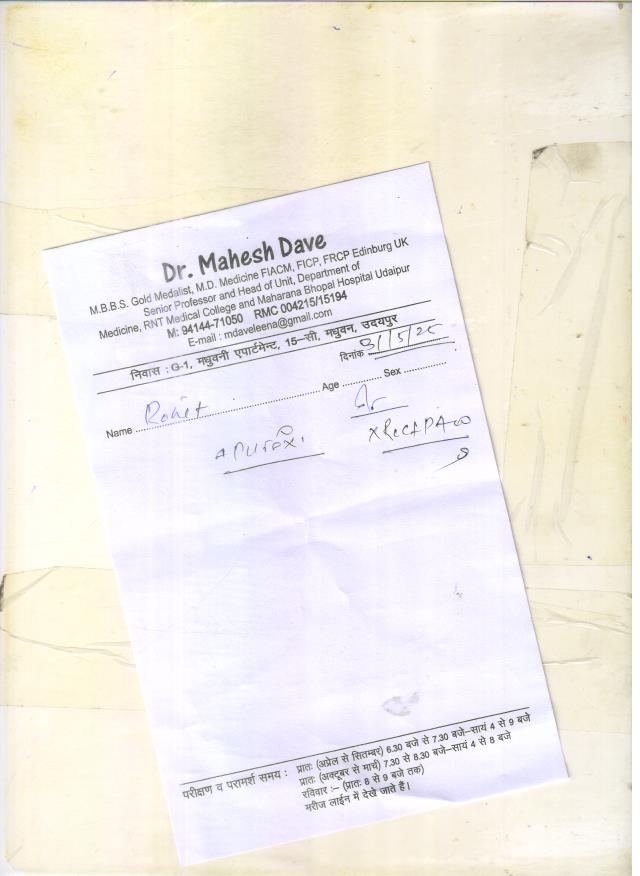 Dr. Mahesh Dave
M.B.B.S. Gold Medalist, M.D. Medicine FIACM, FICP, FRCP Edinburg UK
Senior Professor and Head of Unit, Department of
Medicine, RNT Medical College and Maharana Bhopal Hospital Udaipur
M: 94144-71050 RMC 004215/15194
E-mail : mdaveleena@gmail.com
निवास : G-1, मधुवनी एपार्टमेन्ट, 15-सी, मधुवन, उदयपुर
दिनांक
Name Rohit Age Sex
परीक्षण व परामर्श समय : प्रातः (अप्रेल से सितम्बर) 6.30 बजे से 7.30 बजे-सायं 4 से 9 बजे
प्रातः (अक्टूबर से मार्च) 7.30 से 8.30 बजे-सायं 4 से 8 बजे
रविवार :- (प्रातः 8 से 9 बजे तक)
मरीज लाईन में देखे जाते हैं।